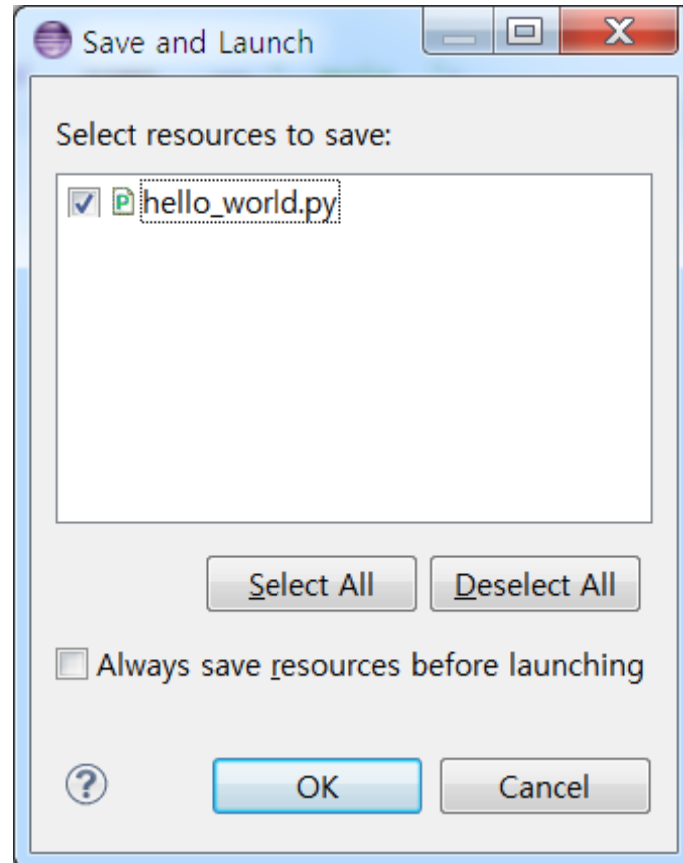 Save and Launch
Select resources to save:
hello_world.py
Select All Deselect All
Always save resources before launching
OK Cancel